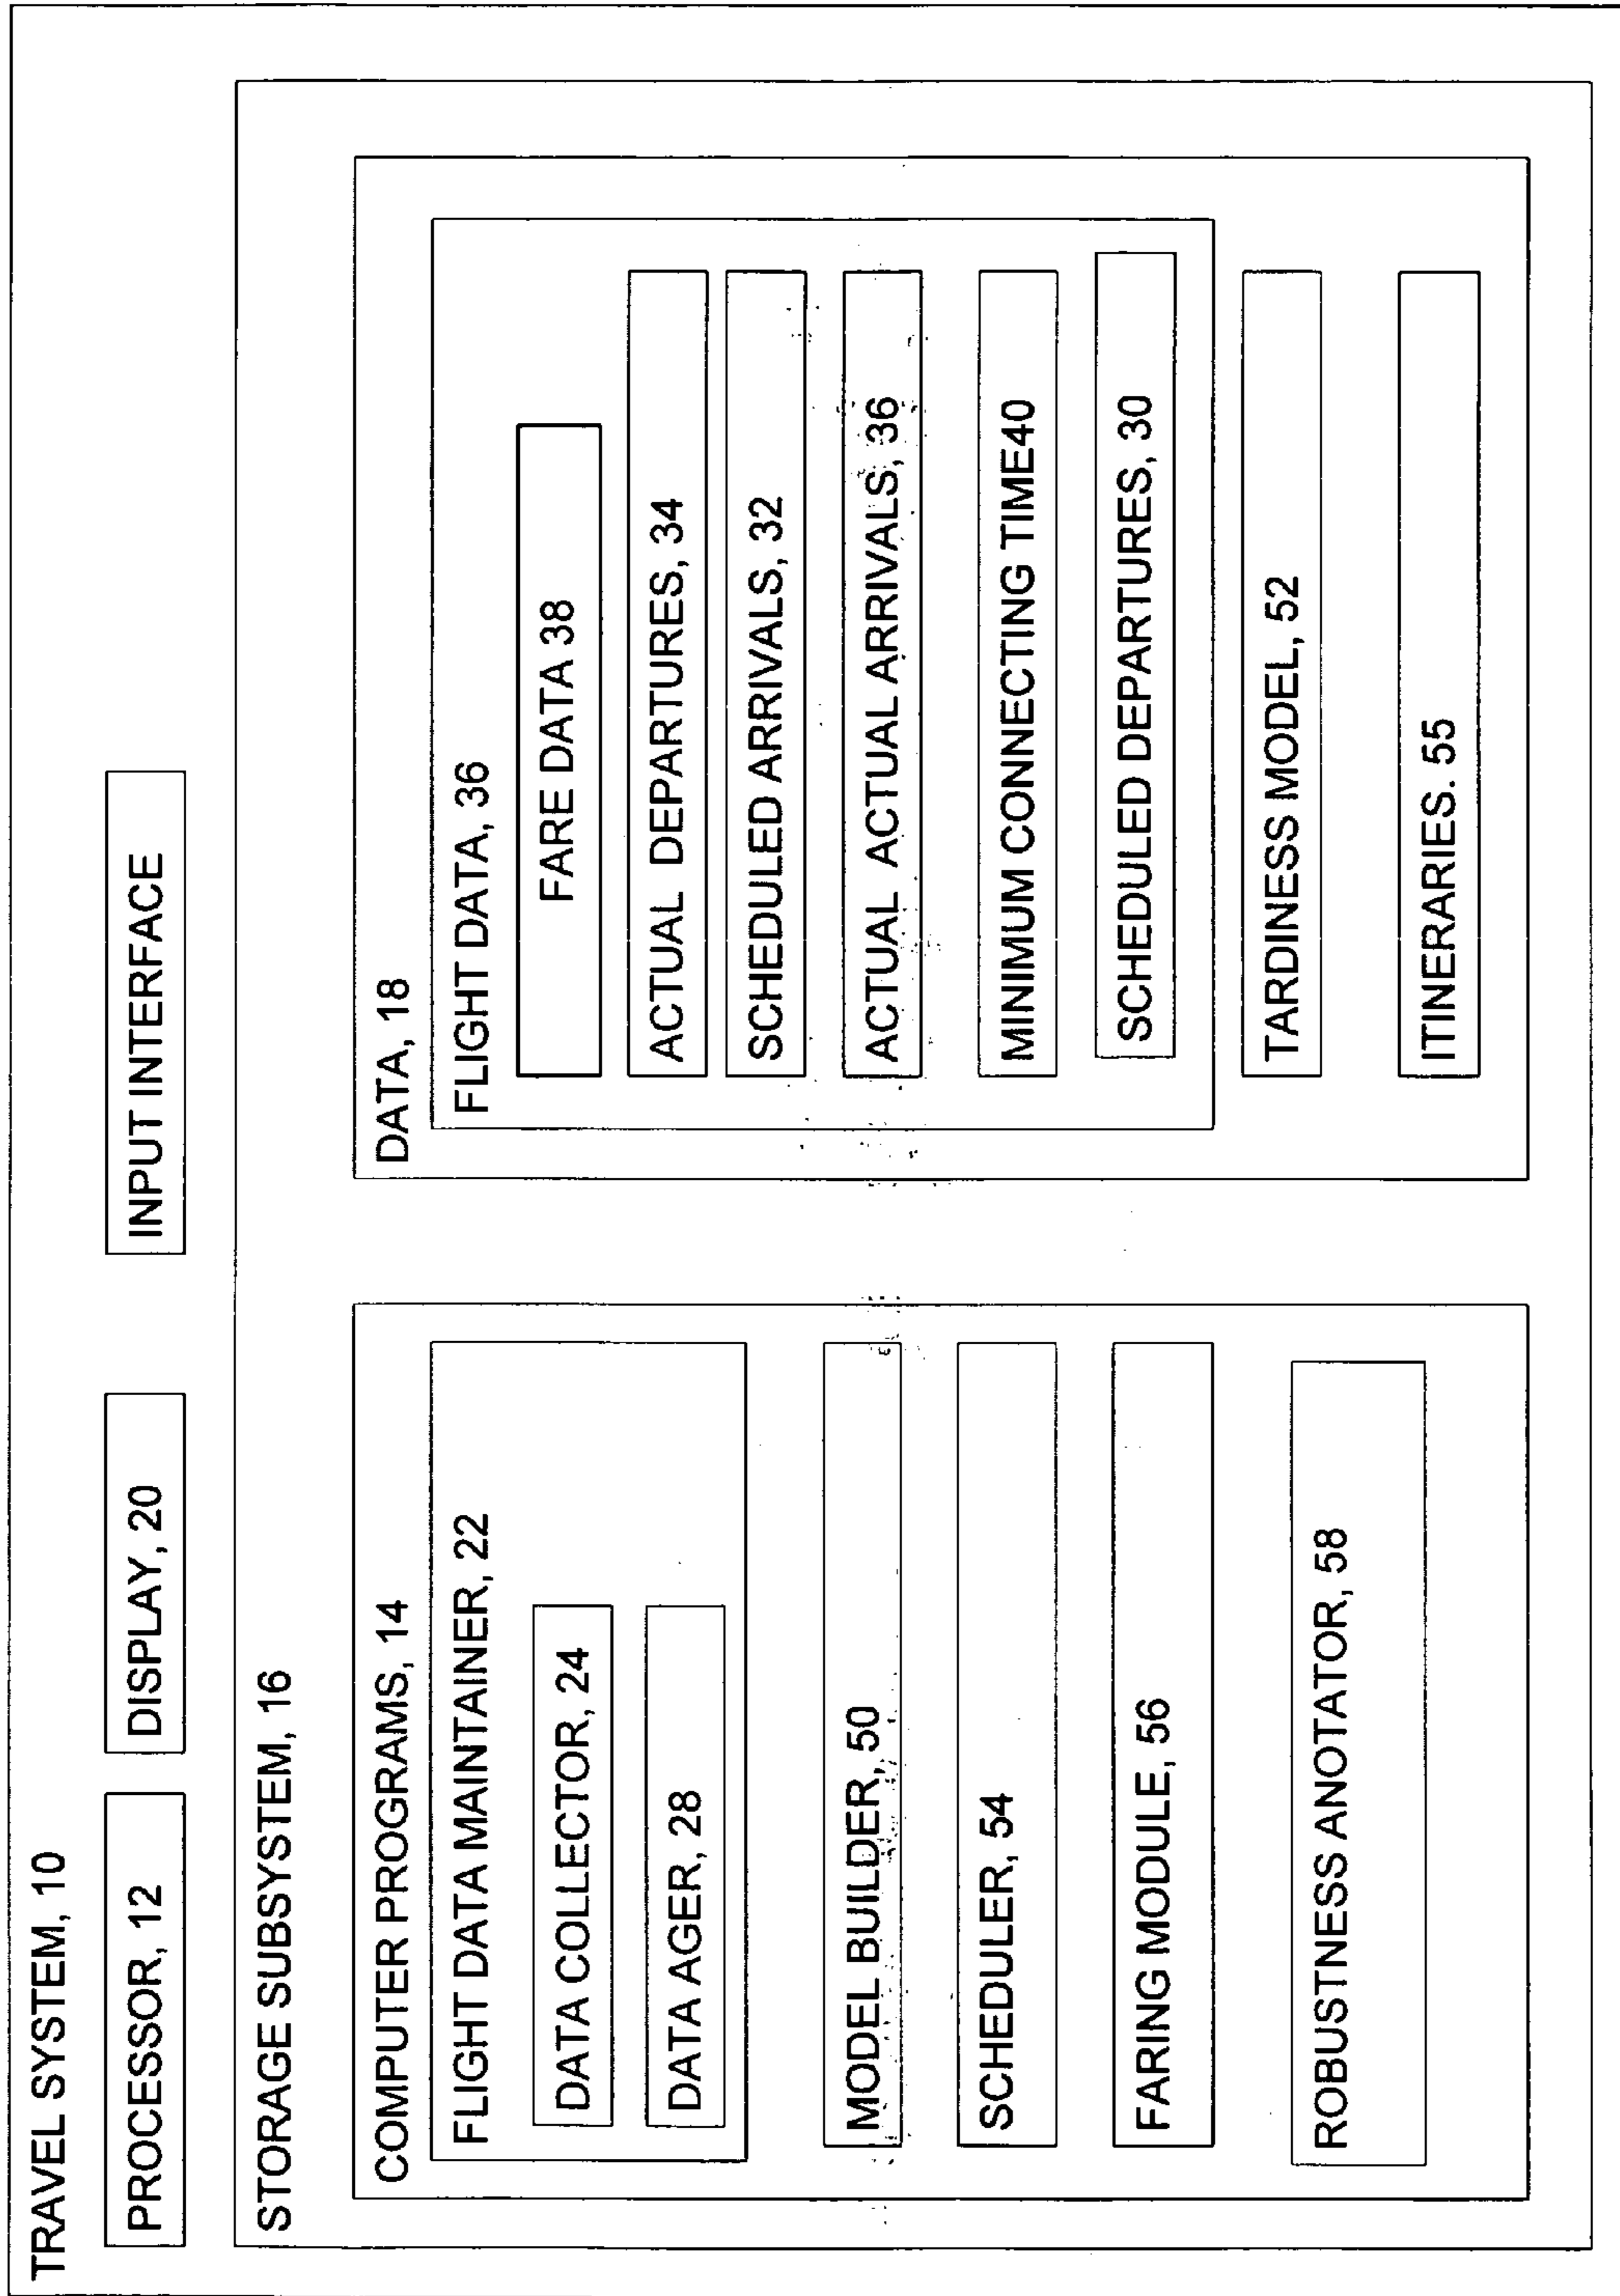 TRAVEL SYSTEM, 10
PROCESSOR, 12
DISPLAY, 20
INPUT INTERFACE
STORAGE SUBSYSTEM, 16
COMPUTER PROGRAMS, 14
FLIGHT DATA MAINTAINER, 22
DATA COLLECTOR, 24
DATA AGER, 28
MODEL BUILDER, 50
SCHEDULER, 54
FARING MODULE, 56
ROBUSTNESS ANOTATOR, 58
DATA, 18
FLIGHT DATA, 36
FARE DATA 38
ACTUAL DEPARTURES, 34
SCHEDULED ARRIVALS, 32
ACTUAL ACTUAL ARRIVALS, 36
MINIMUM CONNECTING TIME40
SCHEDULED DEPARTURES, 30
TARDINESS MODEL, 52
ITINERARIES. 55